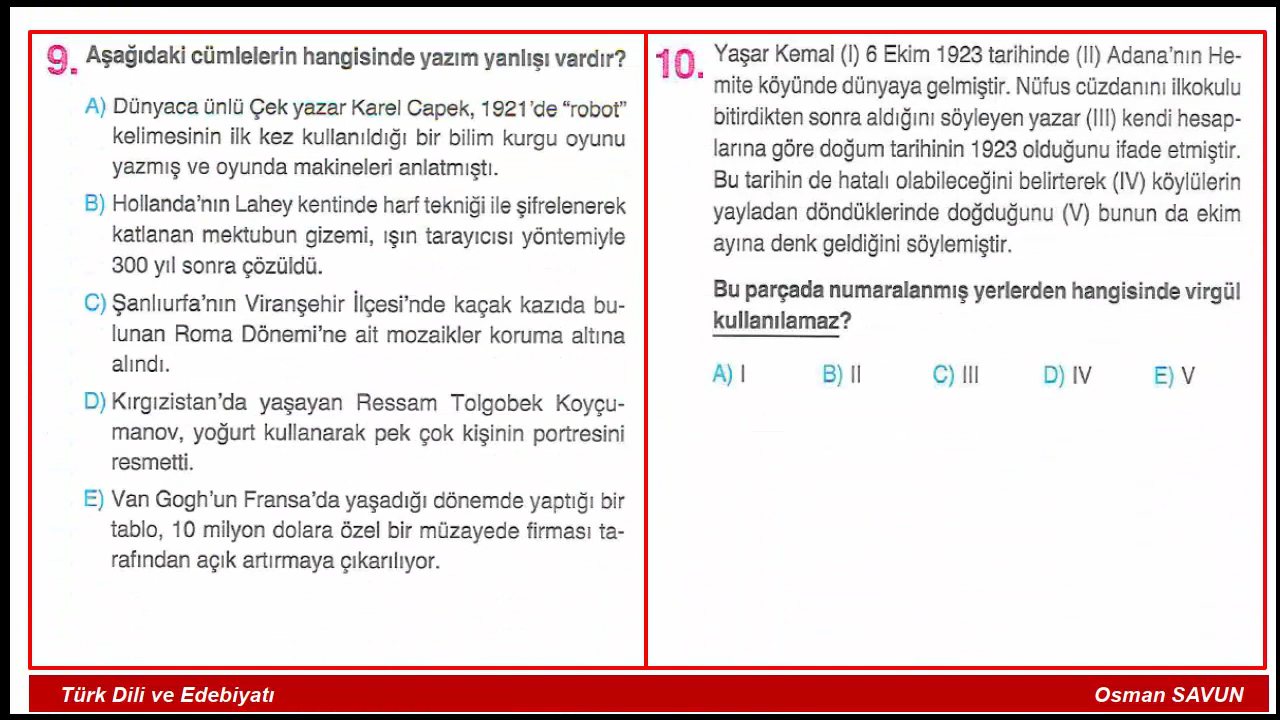 9. Aşağıdaki cümlelerin hangisinde yazım yanlışı vardır?
A) Dünyaca ünlü Çek yazar Karel Capek, 1921'de “robot”
kelimesinin ilk kez kullanıldığı bir bilim kurgu oyunu
yazmış ve oyunda makineleri anlatmıştı.
B) Hollanda'nın Lahey kentinde harf tekniği ile şifrelenerek
katlanan mektubun gizemi, ışın tarayıcısı yöntemiyle
300 yıl sonra çözüldü.
C) Şanlıurfa'nın Viranşehir İlçesi'nde kaçak kazıda bu-
lunan Roma Dönemi'ne ait mozaikler koruma altına
alındı.
D) Kırgızistan'da yaşayan Ressam Tolgobek Koyçu-
manov, yoğurt kullanarak pek çok kişinin portresini
resmetti.
E) Van Gogh'un Fransa'da yaşadığı dönemde yaptığı bir
tablo, 10 milyon dolara özel bir müzayede firması ta-
rafından açık artırmaya çıkarılıyor.
10. Yaşar Kemal (I) 6 Ekim 1923 tarihinde (II) Adana'nın He-
mite köyünde dünyaya gelmiştir. Nüfus cüzdanını ilkokulu
bitirdikten sonra aldığını söyleyen yazar (III) kendi hesap-
larına göre doğum tarihinin 1923 olduğunu ifade etmiştir.
Bu tarihin de hatalı olabileceğini belirterek (IV) köylülerin
yayladan döndüklerinde doğduğunu (V) bunun da ekim
ayına denk geldiğini söylemiştir.
Bu parçada numaralanmış yerlerden hangisinde virgül
kullanılamaz?
A) I B) II C) III D) IV E) V
Türk Dili ve Edebiyatı
Osman SAVUN